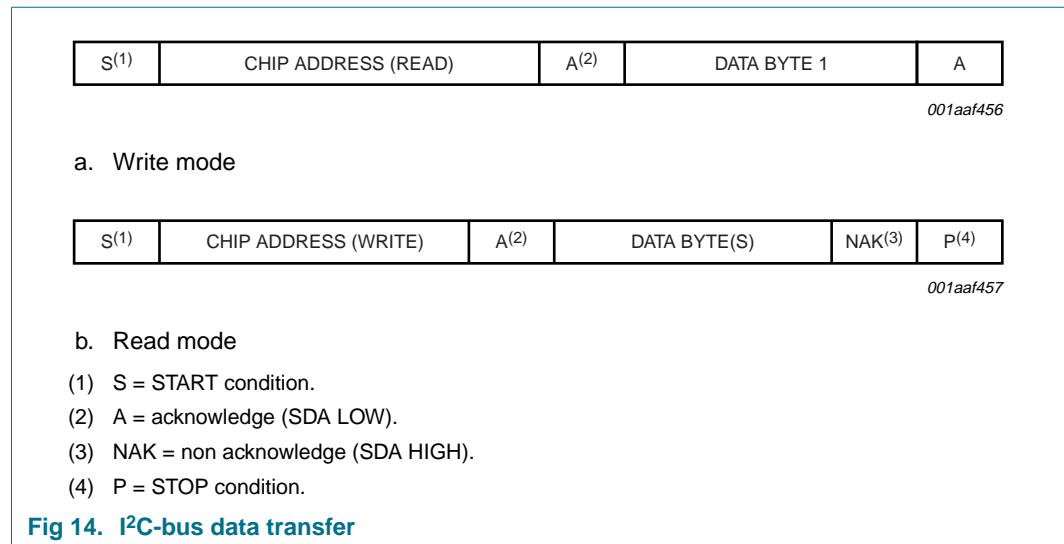 S(1) CHIP ADDRESS (READ) A(2) DATA BYTE 1 A
001aaf456
a. Write mode
S(1) CHIP ADDRESS (WRITE) A(2) DATA BYTE(S) NAK(3) P(4)
001aaf457
b. Read mode
(1) S = START condition.
(2) A = acknowledge (SDA LOW).
(3) NAK = non acknowledge (SDA HIGH).
(4) P = STOP condition.
Fig 14. I2C-bus data transfer